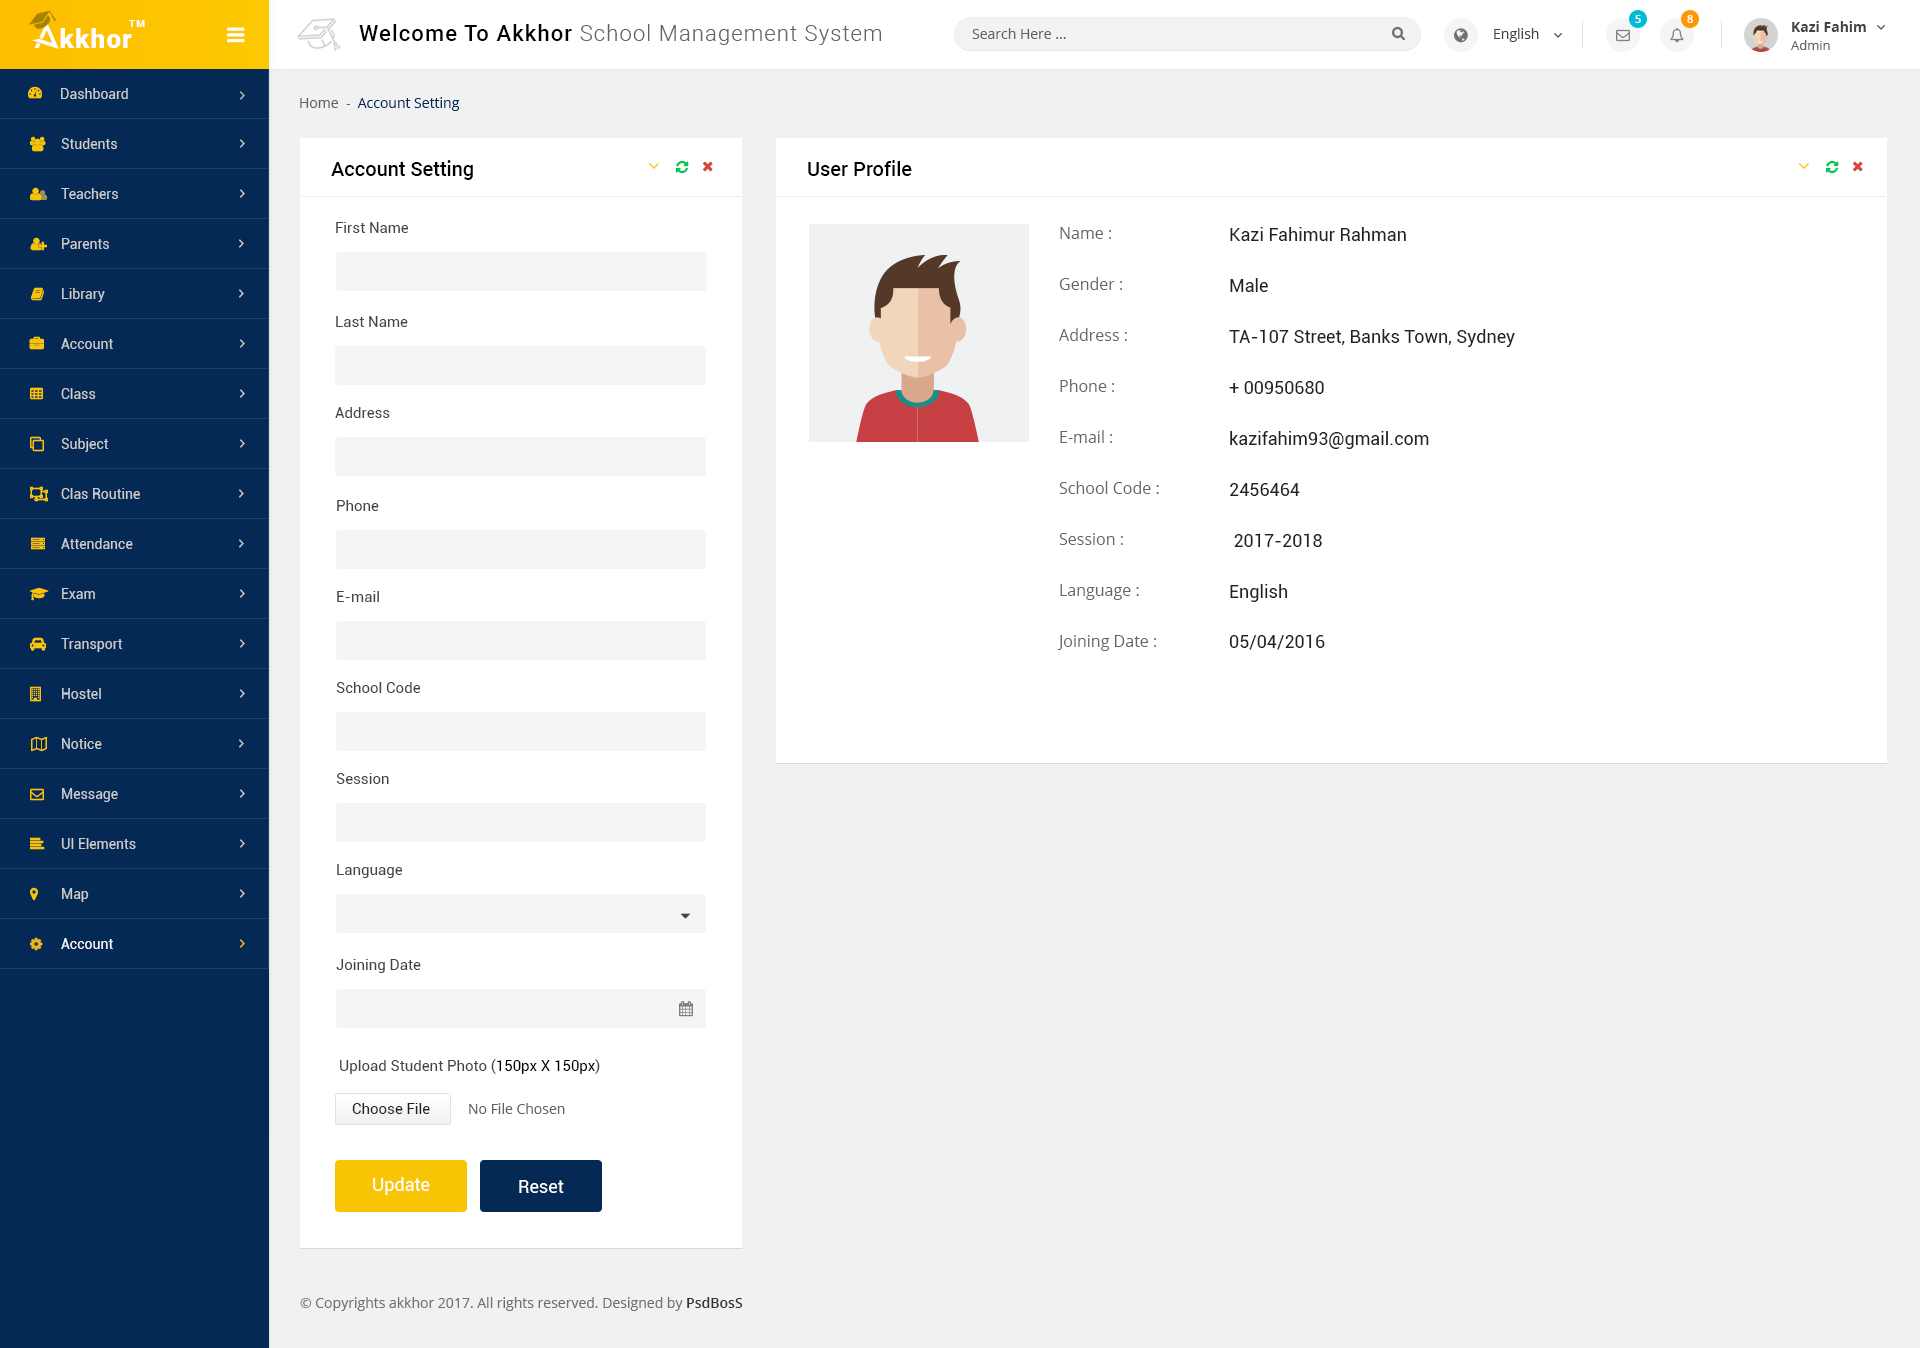 Akkhor™
Welcome To Akkhor School Management System
Search Here ...
English
5
8
Kazi Fahim
Admin
Dashboard
Students
Teachers
Parents
Library
Account
Class
Subject
Clas Routine
Attendance
Exam
Transport
Hostel
Notice
Message
UI Elements
Map
Account
Home - Account Setting
Account Setting
First Name
Last Name
Address
Phone
E-mail
School Code
Session
Language
Joining Date
Upload Student Photo (150px X 150px)
Choose File No File Chosen
Update Reset
User Profile
Name : Kazi Fahimur Rahman
Gender : Male
Address : TA-107 Street, Banks Town, Sydney
Phone : + 00950680
E-mail : kazifahim93@gmail.com
School Code : 2456464
Session : 2017-2018
Language : English
Joining Date : 05/04/2016
© Copyrights akkhor 2017. All rights reserved. Designed by PsdBosS